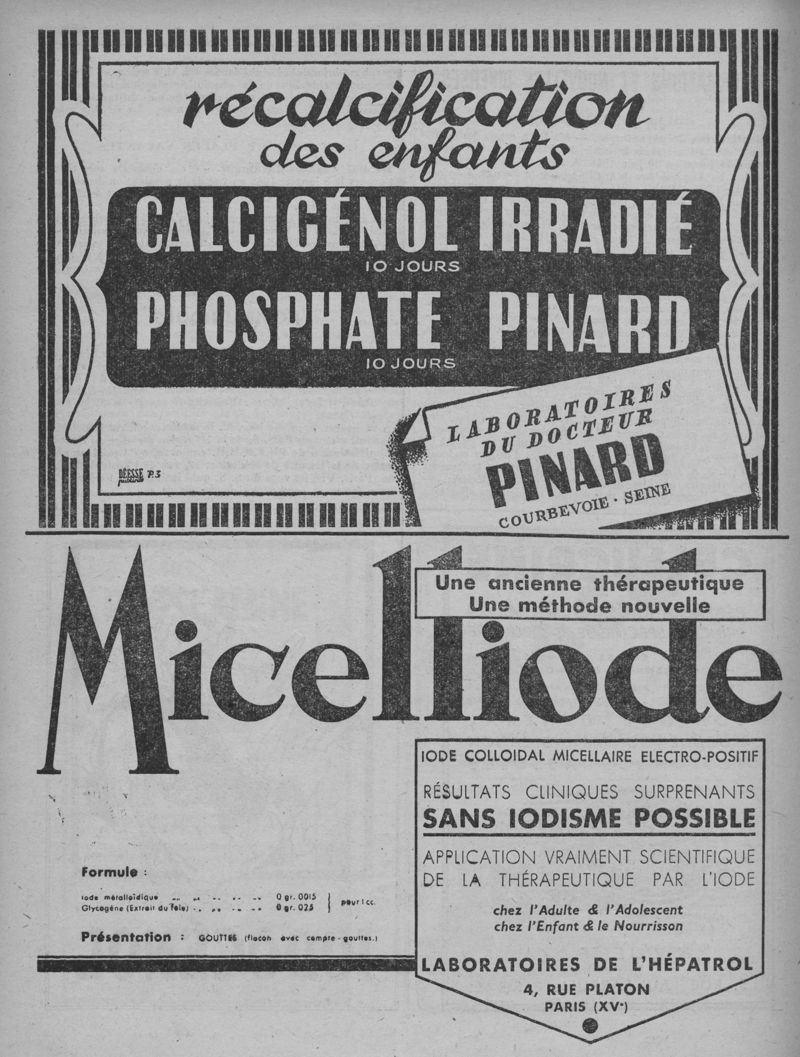 récalcification
des enfants
CALCIGÉNOL IRRADIÉ
10 JOURS
PHOSPHATE PINARD
10 JOURS
LABORATOIRES
DU DOCTEUR
PINARD
COURBEVOIE · SEINE
DÉESSE P.3
publicité
Une ancienne thérapeutique
Une méthode nouvelle
Micelliode
IODE COLLOIDAL MICELLAIRE ELECTRO-POSITIF
RÉSULTATS CLINIQUES SURPRENANTS
SANS IODISME POSSIBLE
APPLICATION VRAIMENT SCIENTIFIQUE
DE LA THÉRAPEUTIQUE PAR L'IODE
chez l'Adulte & l'Adolescent
chez l'Enfant & le Nourrisson
LABORATOIRES DE L'HÉPATROL
4, RUE PLATON
PARIS (XVᵉ)
Formule :
Iode métalloïdique .. .. .. .. 0 gr. 0015
Glycogène (Extrait du foie) .. .. .. .. 0 gr. 025
pour 1 cc.
Présentation : GOUTTES (flacon avec compte-gouttes.)